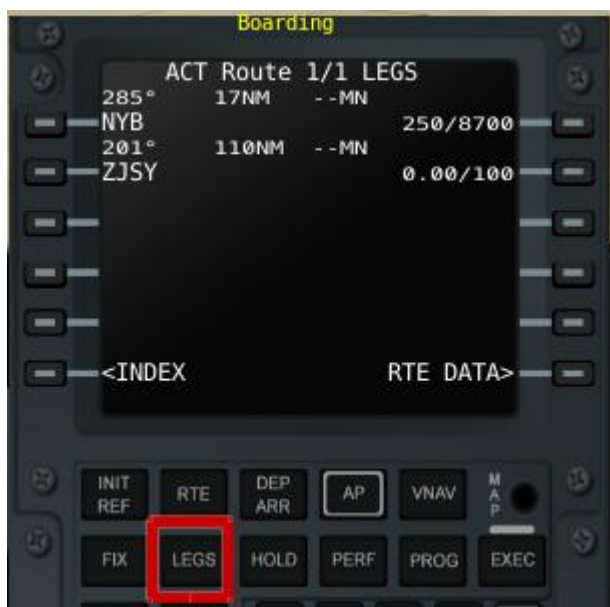 Boarding
ACT Route 1/1 LEGS
285° 17NM --MN
NYB 250/8700
201° 110NM --MN
ZJSY 0.00/100
<INDEX RTE DATA>
INIT REF RTE DEP ARR AP VNAV MAP
FIX LEGS HOLD PERF PROG EXEC